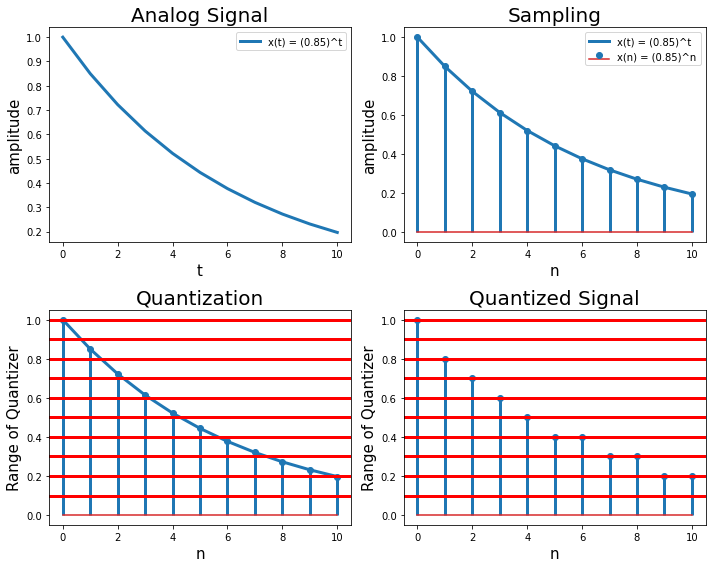 Analog Signal
x(t) = (0.85)^t
1.0
0.9
0.8
0.7
0.6
0.5
0.4
0.3
0.2
amplitude
0 2 4 6 8 10
t
Sampling
x(t) = (0.85)^t
x(n) = (0.85)^n
1.0
0.8
0.6
0.4
0.2
0.0
amplitude
0 2 4 6 8 10
n
Quantization
1.0
0.8
0.6
0.4
0.2
0.0
Range of Quantizer
0 2 4 6 8 10
n
Quantized Signal
1.0
0.8
0.6
0.4
0.2
0.0
Range of Quantizer
0 2 4 6 8 10
n